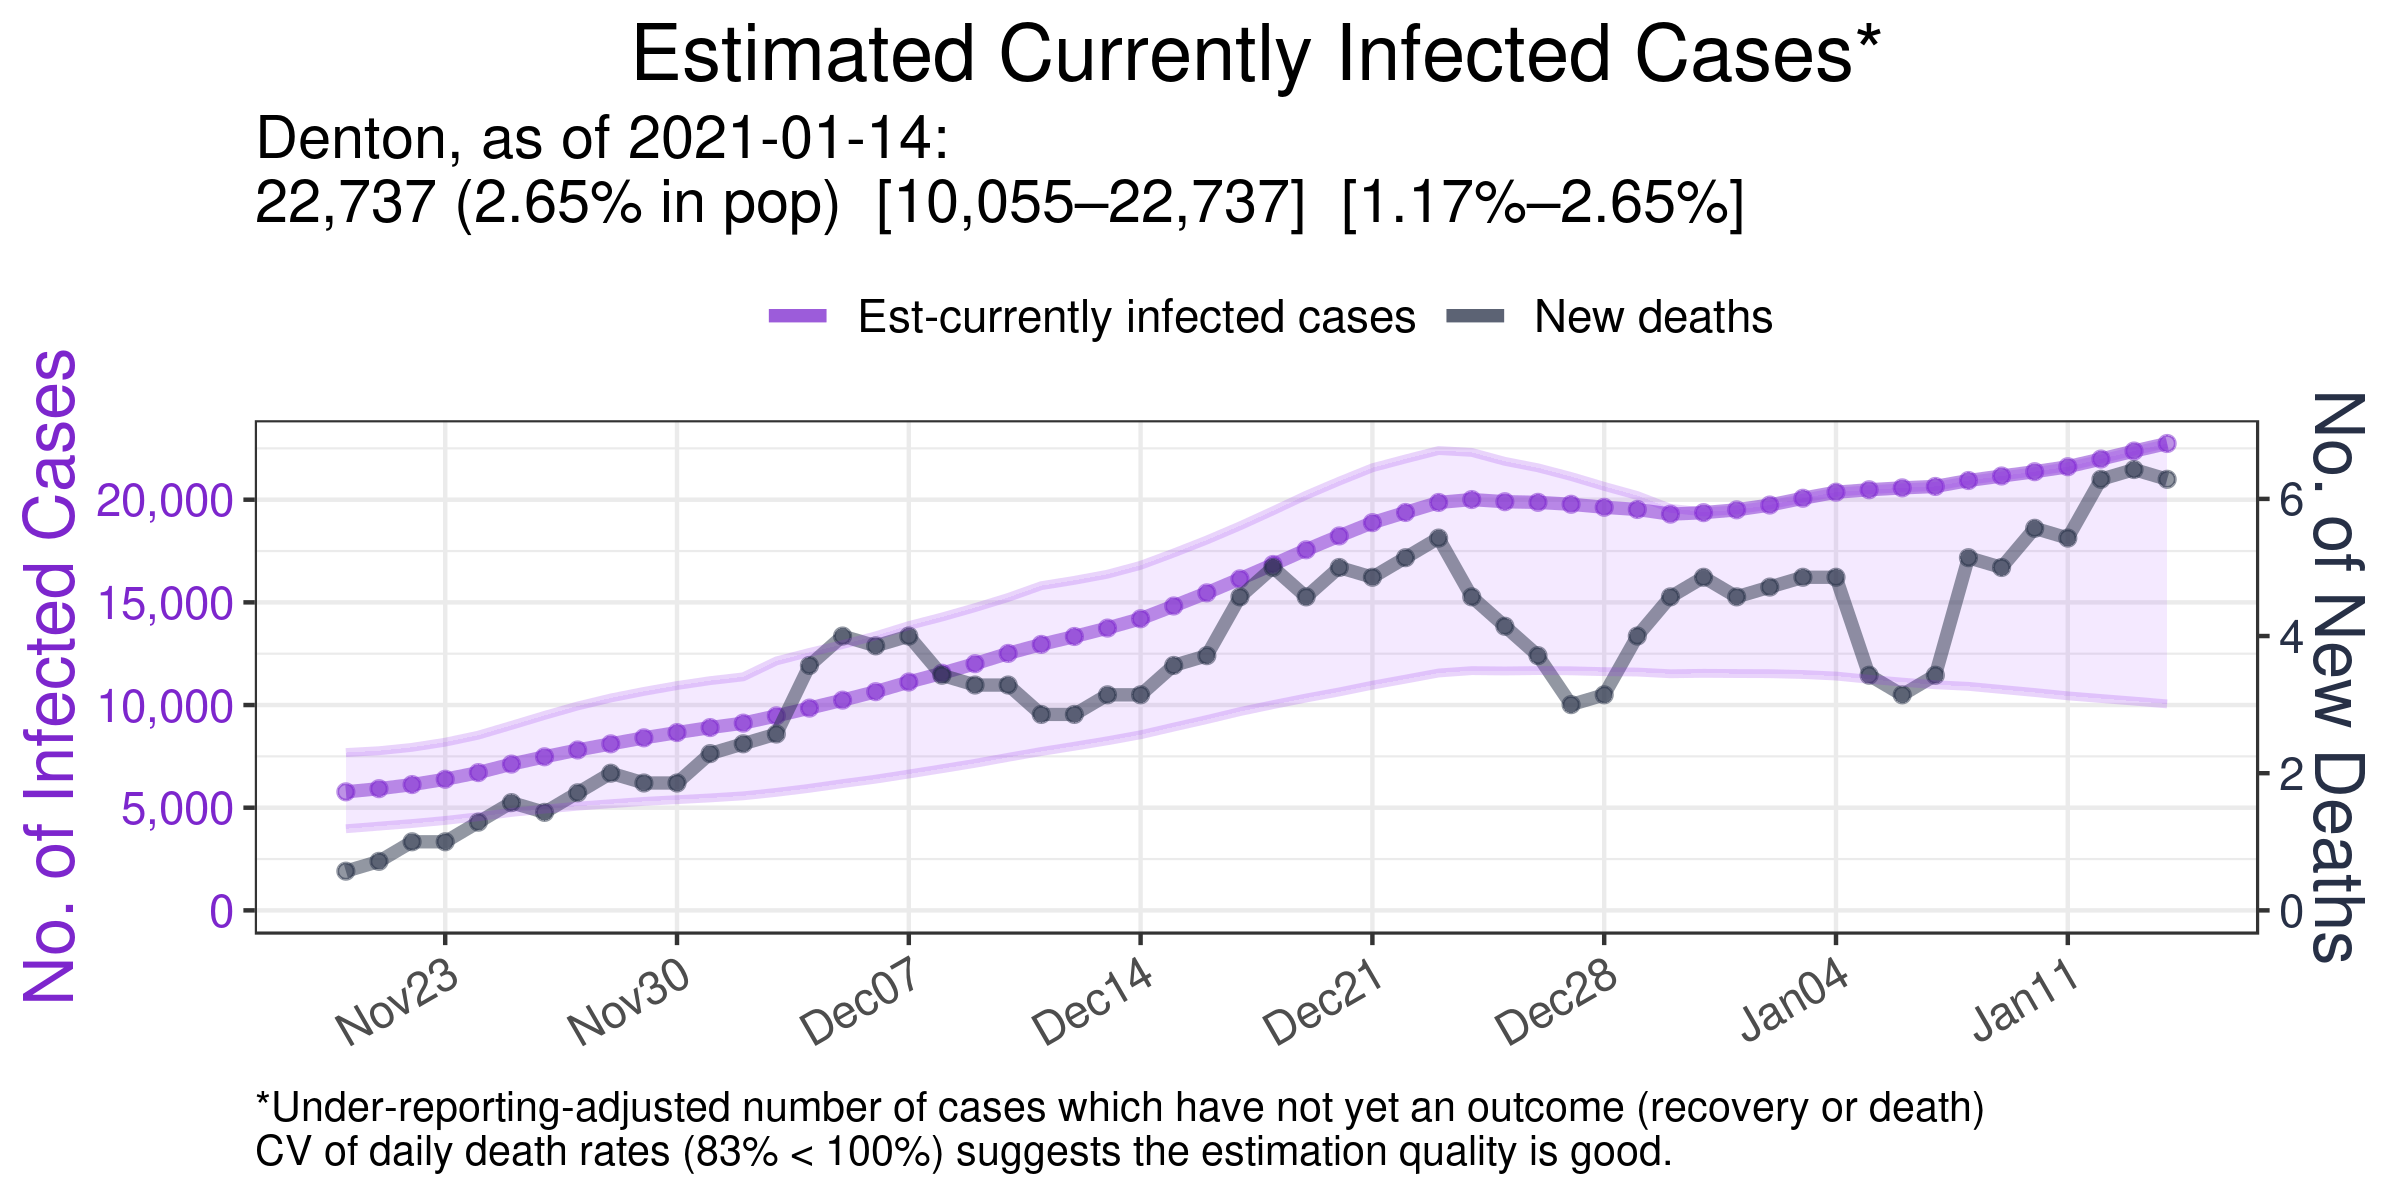 Estimated Currently Infected Cases*
Denton, as of 2021-01-14:
22,737 (2.65% in pop) [10,055–22,737] [1.17%–2.65%]
Est-currently infected cases
New deaths
No. of Infected Cases
20,000
15,000
10,000
5,000
0
No. of New Deaths
6
4
2
0
Nov23
Nov30
Dec07
Dec14
Dec21
Dec28
Jan04
Jan11
*Under-reporting-adjusted number of cases which have not yet an outcome (recovery or death)
CV of daily death rates (83% < 100%) suggests the estimation quality is good.